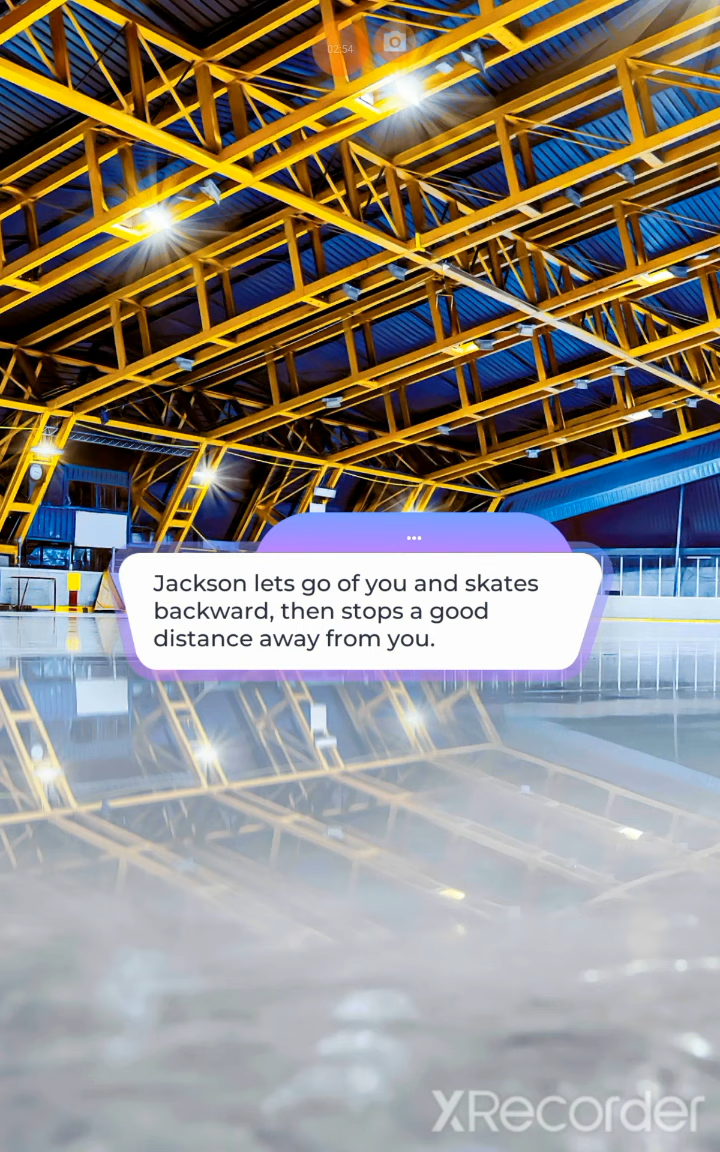 02:54
...
Jackson lets go of you and skates
backward, then stops a good
distance away from you.
XRecorder